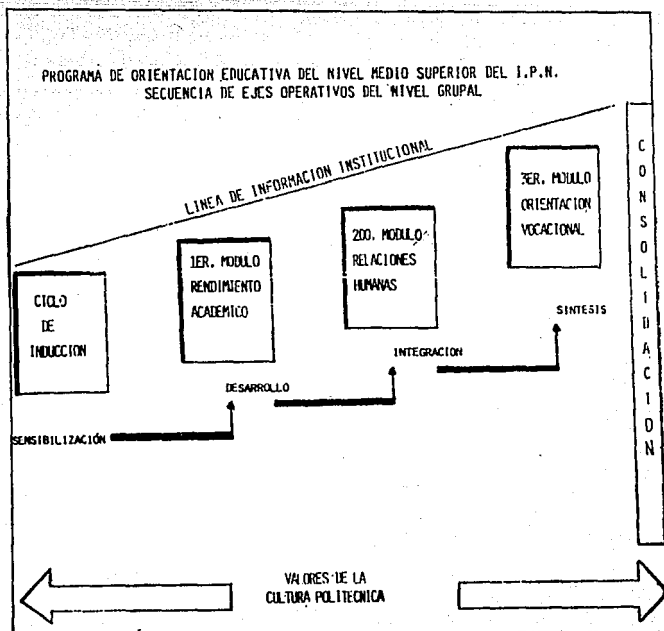 PROGRAMA DE ORIENTACION EDUCATIVA DEL NIVEL MEDIO SUPERIOR DEL I.P.N.
SECUENCIA DE EJES OPERATIVOS DEL NIVEL GRUPAL
LINEA DE INFORMACION INSTITUCIONAL
CICLO
DE
INDUCCION
1ER. MODULO
RENDIMIENTO
ACADEMICO
2DO. MODULO
RELACIONES
HUMANAS
3ER. MODULO
ORIENTACION
VOCACIONAL
SENSIBILIZACIÓN
DESARROLLO
INTEGRACION
SINTESIS
CONSOLIDACION
VALORES DE LA
CULTURA POLITECNICA